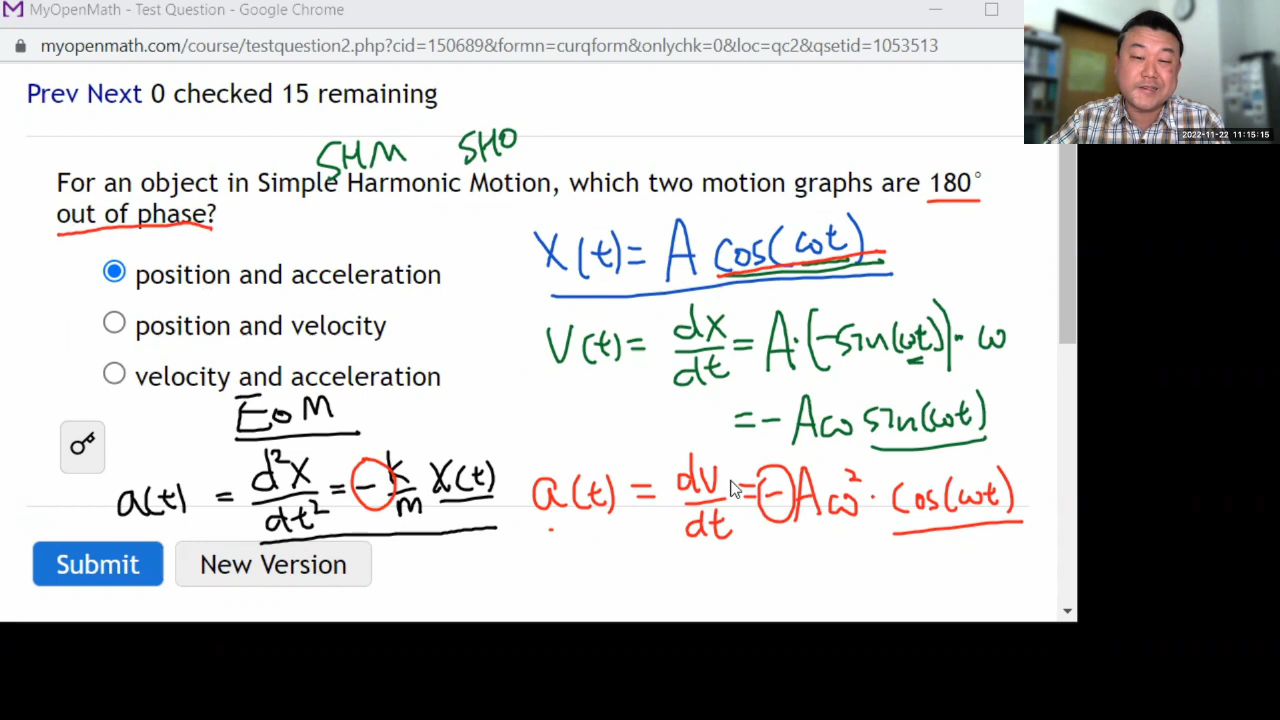 MyOpenMath - Test Question - Google Chrome
myopenmath.com/course/testquestion2.php?cid=150689&formn=curqform&onlychk=0&loc=qc2&qsetid=1053513
2022-11-22 11:15:15
Prev Next 0 checked 15 remaining
SHM SHO
For an object in Simple Harmonic Motion, which two motion graphs are 180°
out of phase?
x(t) = A cos(ωt)
position and acceleration
position and velocity
v(t) = dx/dt = A·(-sin(ωt))·ω
velocity and acceleration
EoM
= -Aω sin(ωt)
a(t) = d²x/dt² = -k/m x(t)
a(t) = dv/dt = -Aω²·cos(ωt)
Submit
New Version